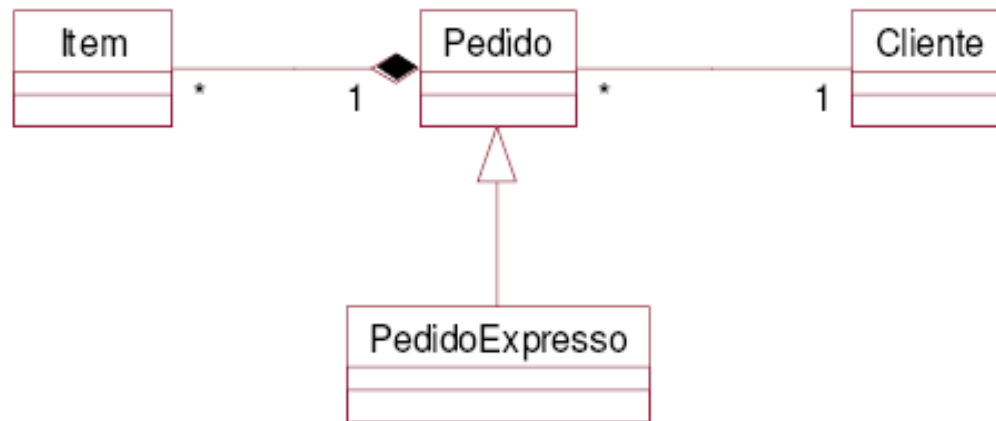 Item
Pedido
Cliente
* 1 * 1
PedidoExpresso